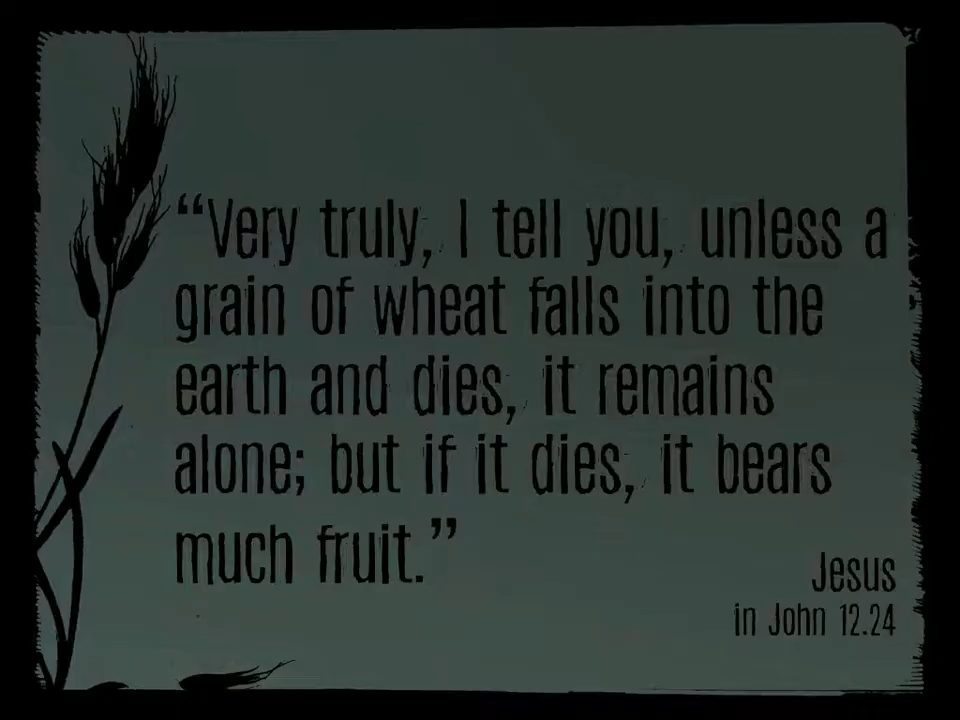 “Very truly, I tell you, unless a
grain of wheat falls into the
earth and dies, it remains
alone; but if it dies, it bears
much fruit.”
Jesus
in John 12.24